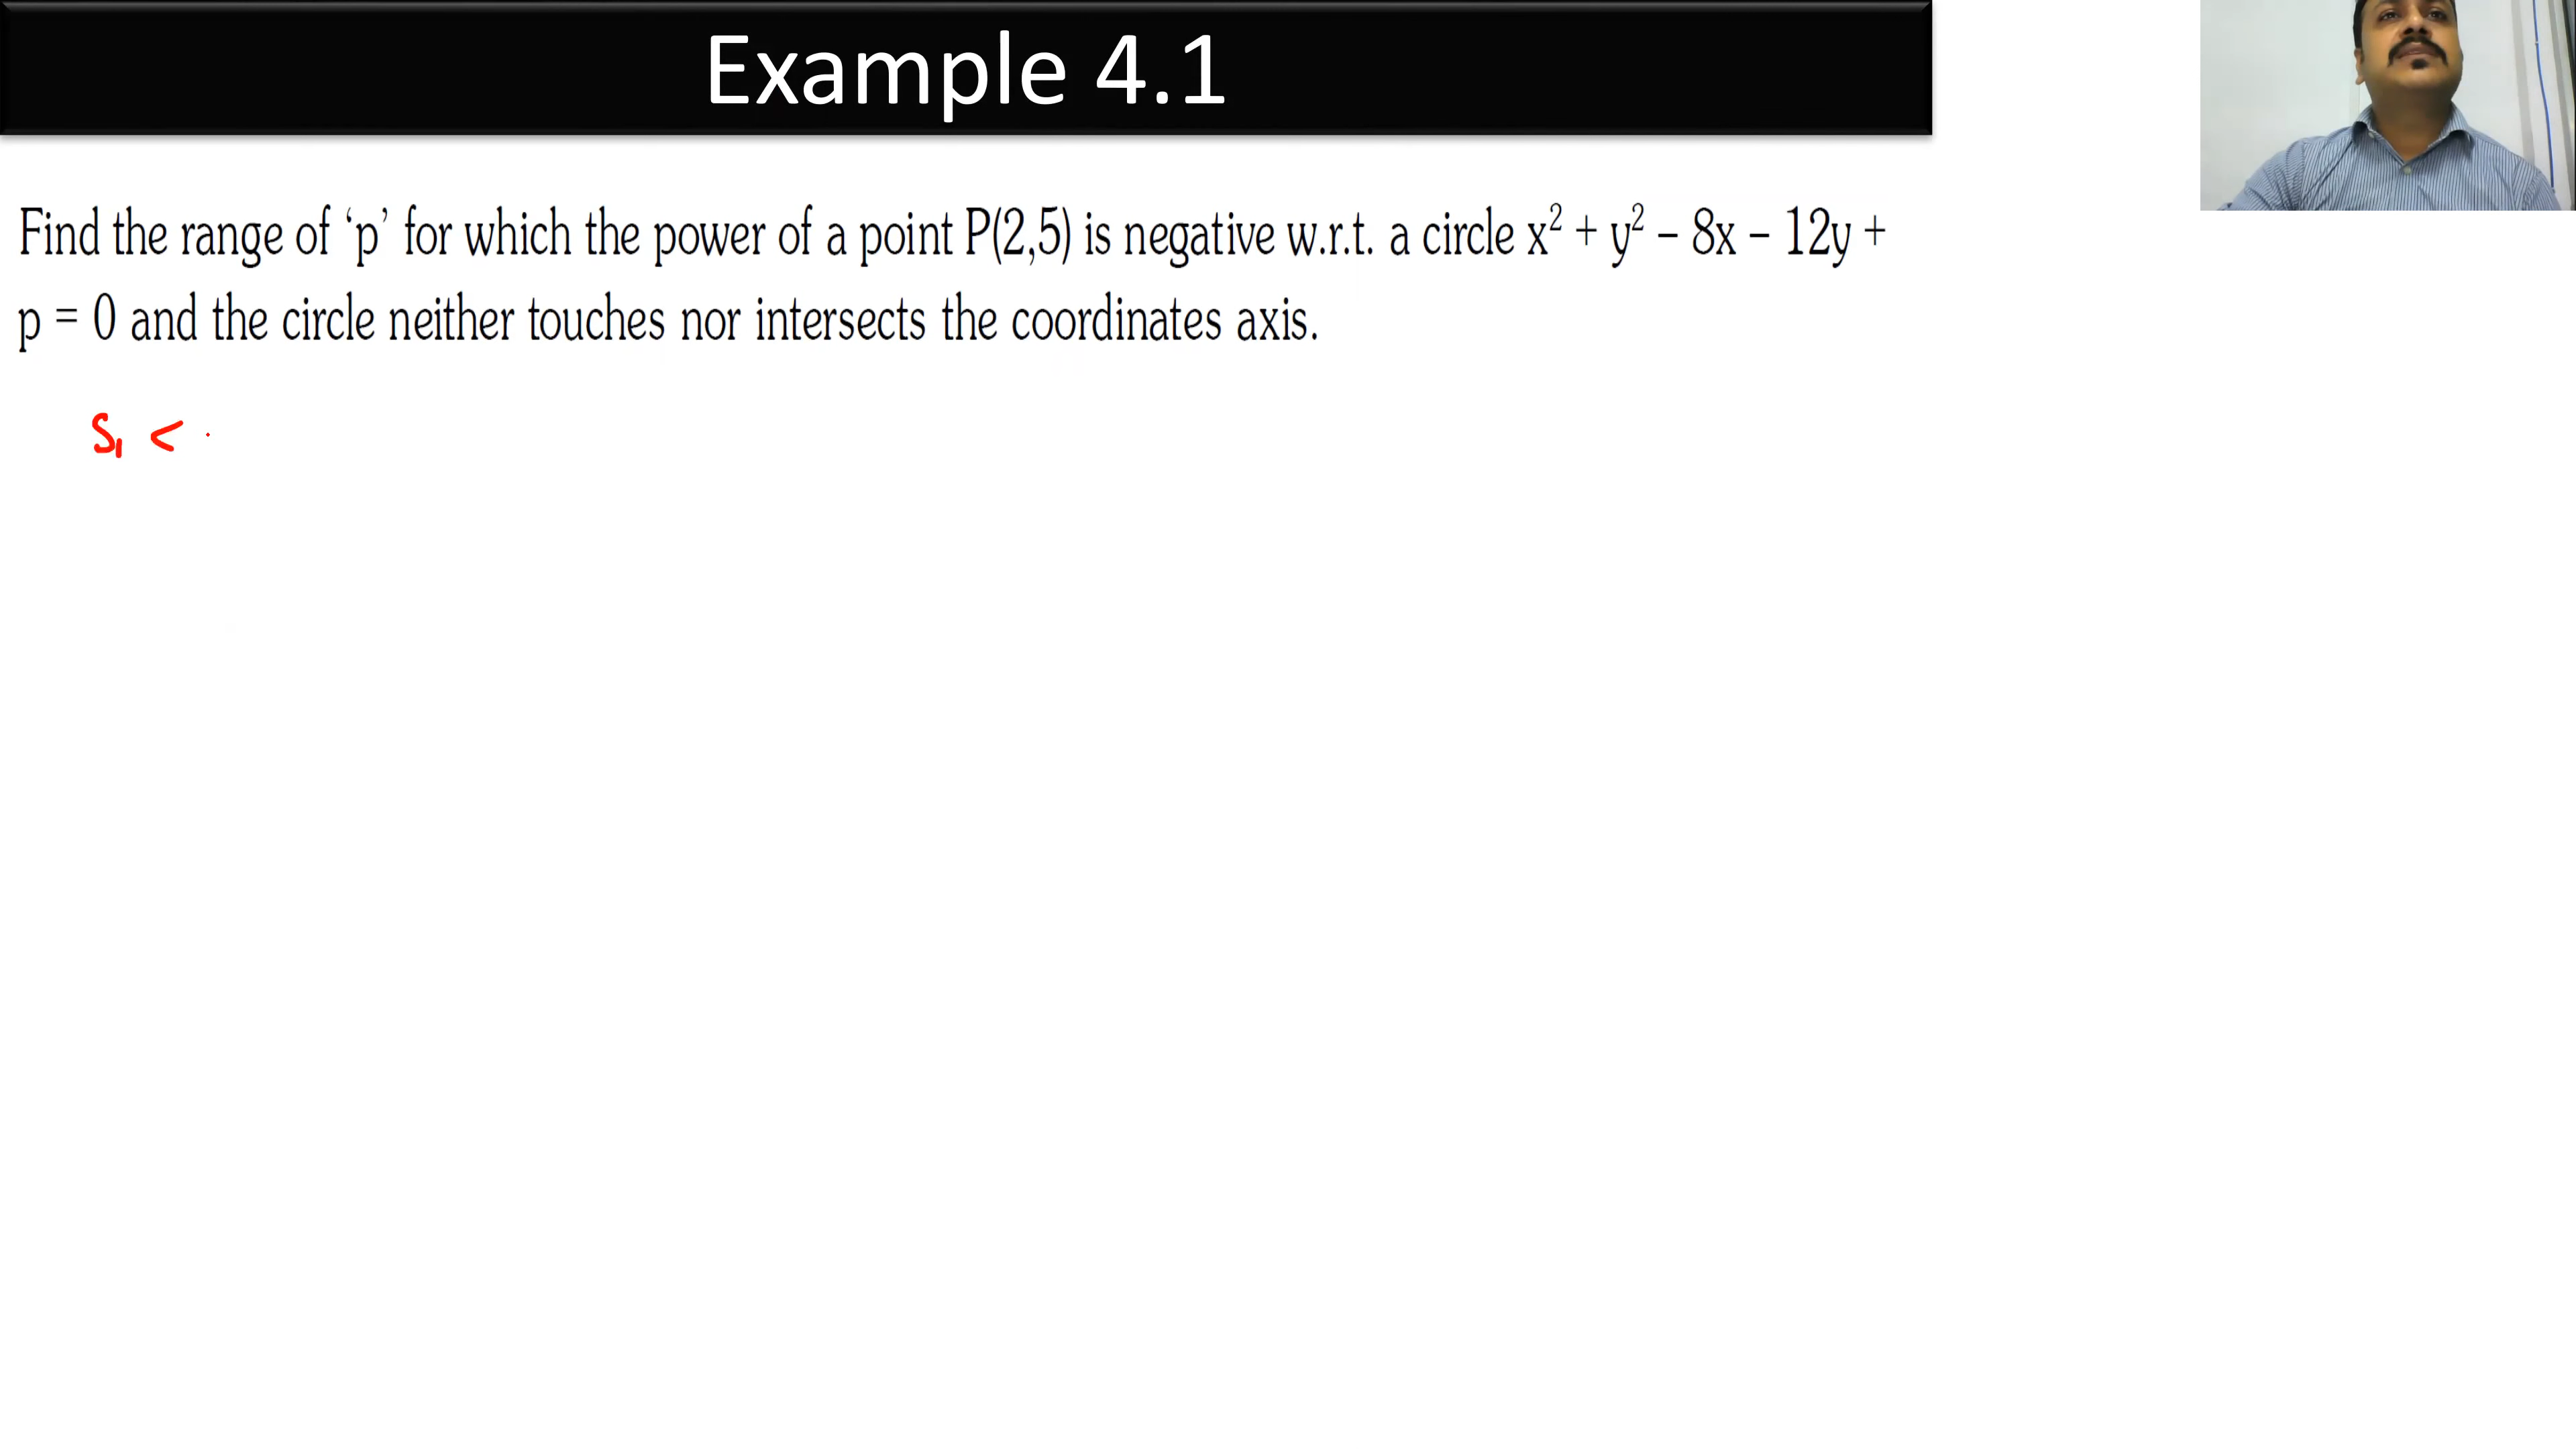 Example 4.1
Find the range of ‘p’ for which the power of a point P(2,5) is negative w.r.t. a circle x² + y² – 8x – 12y +
p = 0 and the circle neither touches nor intersects the coordinates axis.
S₁ <